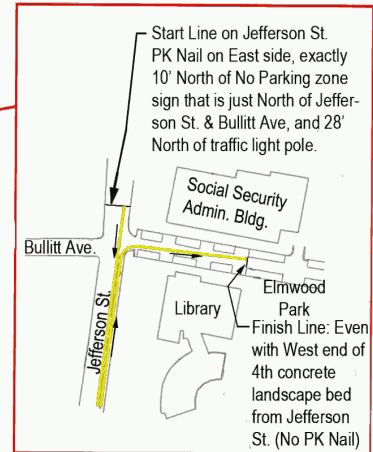 Start Line on Jefferson St.
PK Nail on East side, exactly
10' North of No Parking zone
sign that is just North of Jeffer-
son St. & Bullitt Ave, and 28'
North of traffic light pole.
Social Security
Admin. Bldg.
Bullitt Ave.
Jefferson St.
Library
Elmwood
Park
Finish Line: Even
with West end of
4th concrete
landscape bed
from Jefferson
St. (No PK Nail)